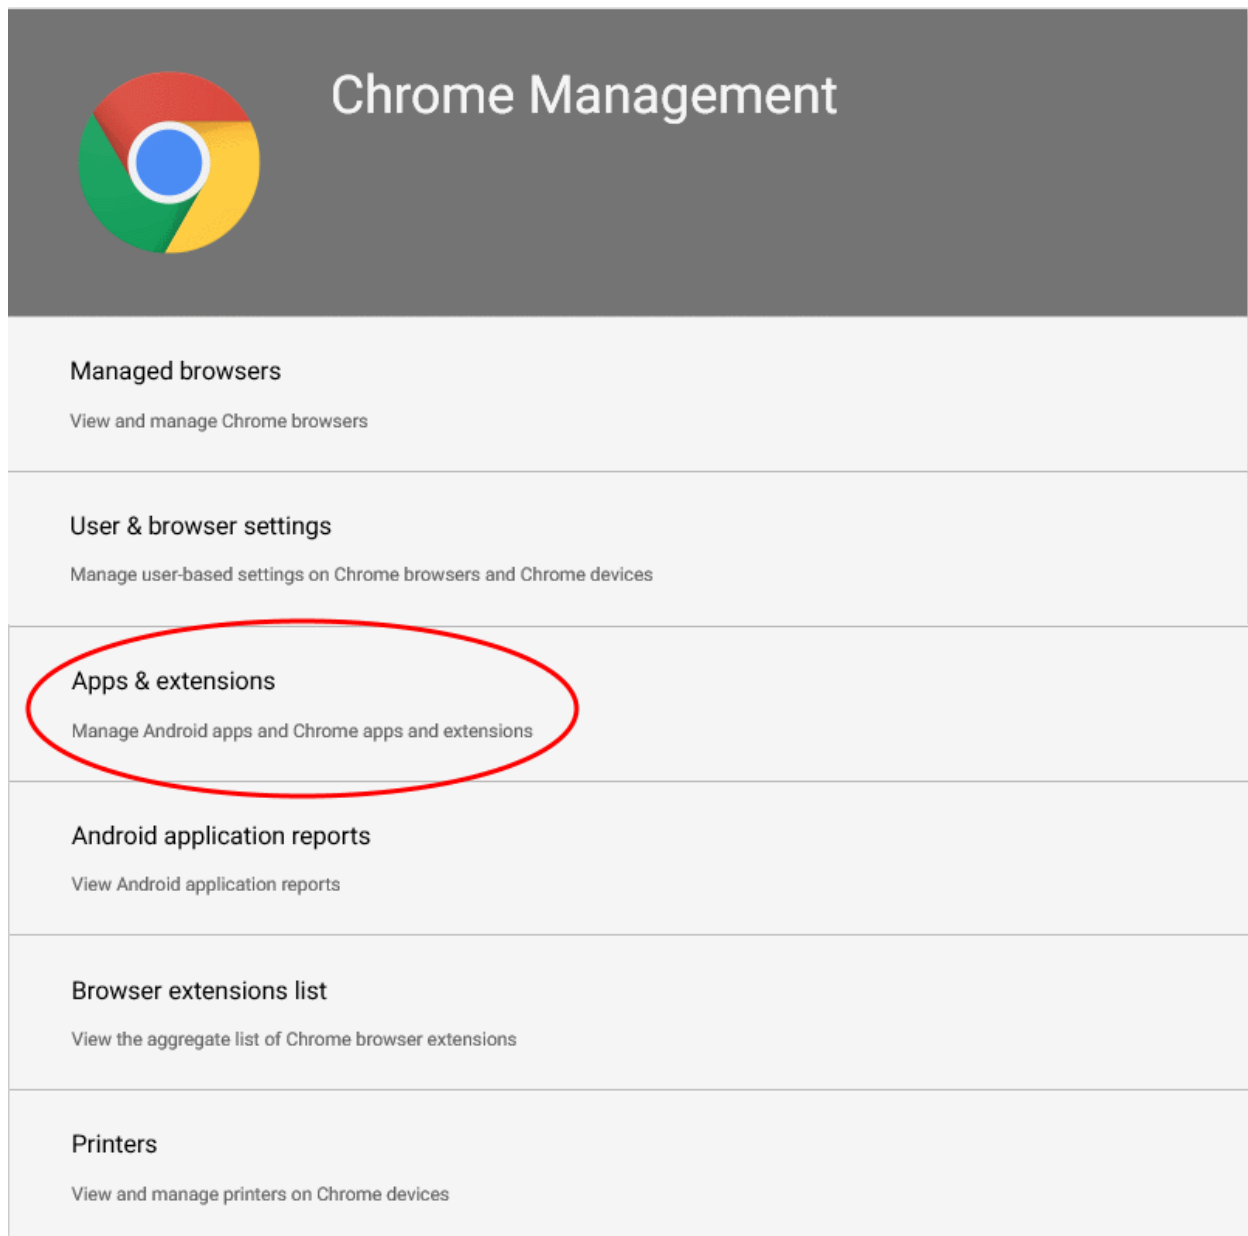 Chrome Management
Managed browsers
View and manage Chrome browsers
User & browser settings
Manage user-based settings on Chrome browsers and Chrome devices
Apps & extensions
Manage Android apps and Chrome apps and extensions
Android application reports
View Android application reports
Browser extensions list
View the aggregate list of Chrome browser extensions
Printers
View and manage printers on Chrome devices